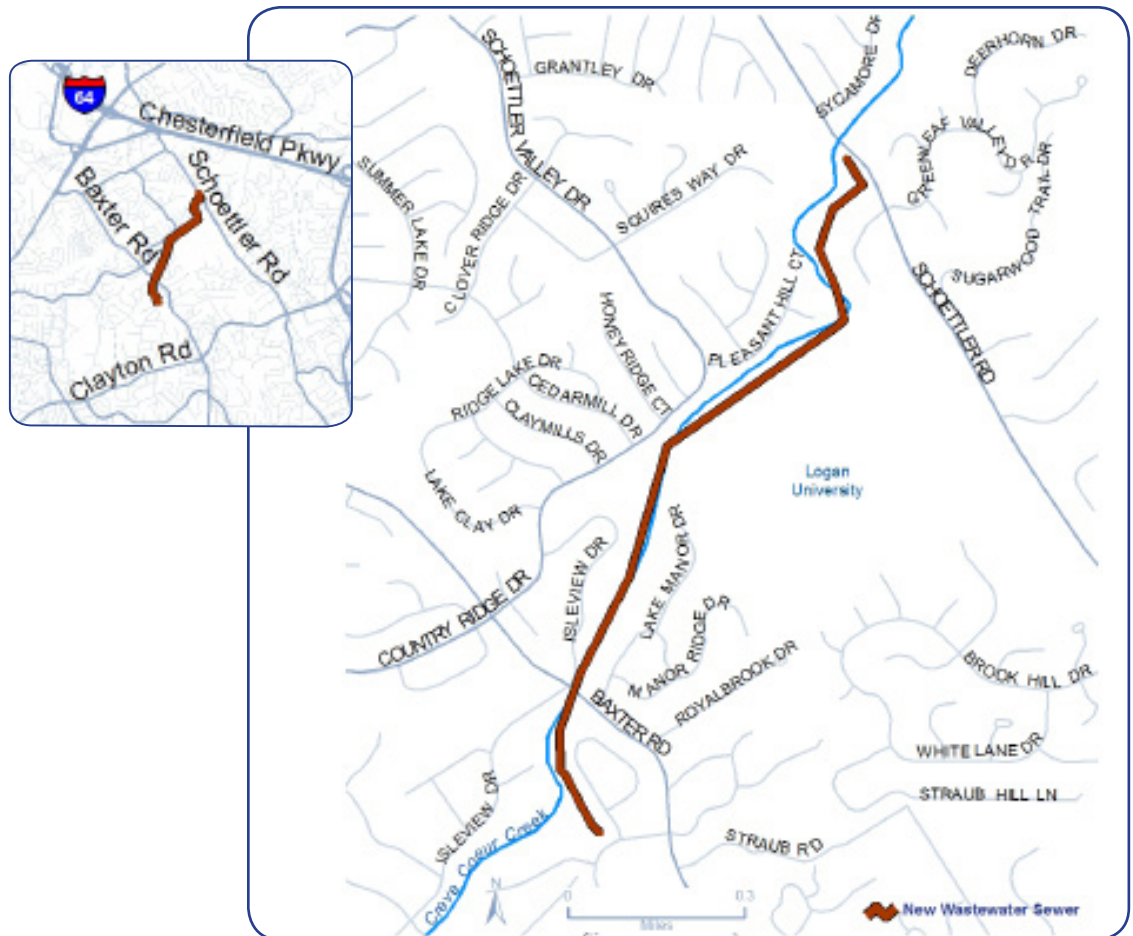 64
Chesterfield Pkwy
Schoettler Rd
Baxter Rd
Clayton Rd
SCHOETTLER VALLEY DR
GRANTLEY DR
SYCAMORE DR
DEERHORN DR
GREENLEAF VALLEY DR
SUGARWOOD TRAIL DR
SUMMER LAKE DR
CLOVER RIDGE DR
SQUIRES WAY DR
PLEASANT HILL CT
SCHOETTLER RD
HONEY RIDGE CT
RIDGE LAKE DR
CEDARMILL DR
CLAYMILLS DR
LAKE CLAY DR
Logan
University
ISLEVIEW DR
LAKE MANOR DR
COUNTRY RIDGE DR
MANOR RIDGE DR
ROYALBROOK DR
BAXTER RD
BROOK HILL DR
WHITE LANE DR
STRAUB HILL LN
ISLEVIEW DR
Creve Coeur Creek
STRAUB RD
N
0
0.3
Miles
New Wastewater Sewer